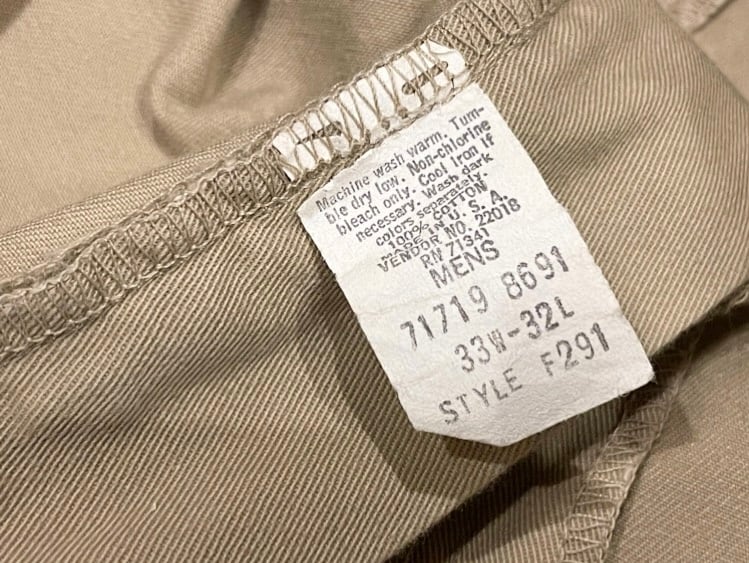 Machine wash warm. Tum-
ble dry low. Non-chlorine
bleach only. Cool iron if
necessary. Wash dark
colors separately.
100% COTTON
MADE IN U. S. A.
VENDOR NO. 22018
RN 71341
MENS
71719 8691
33W-32L
STYLE F291